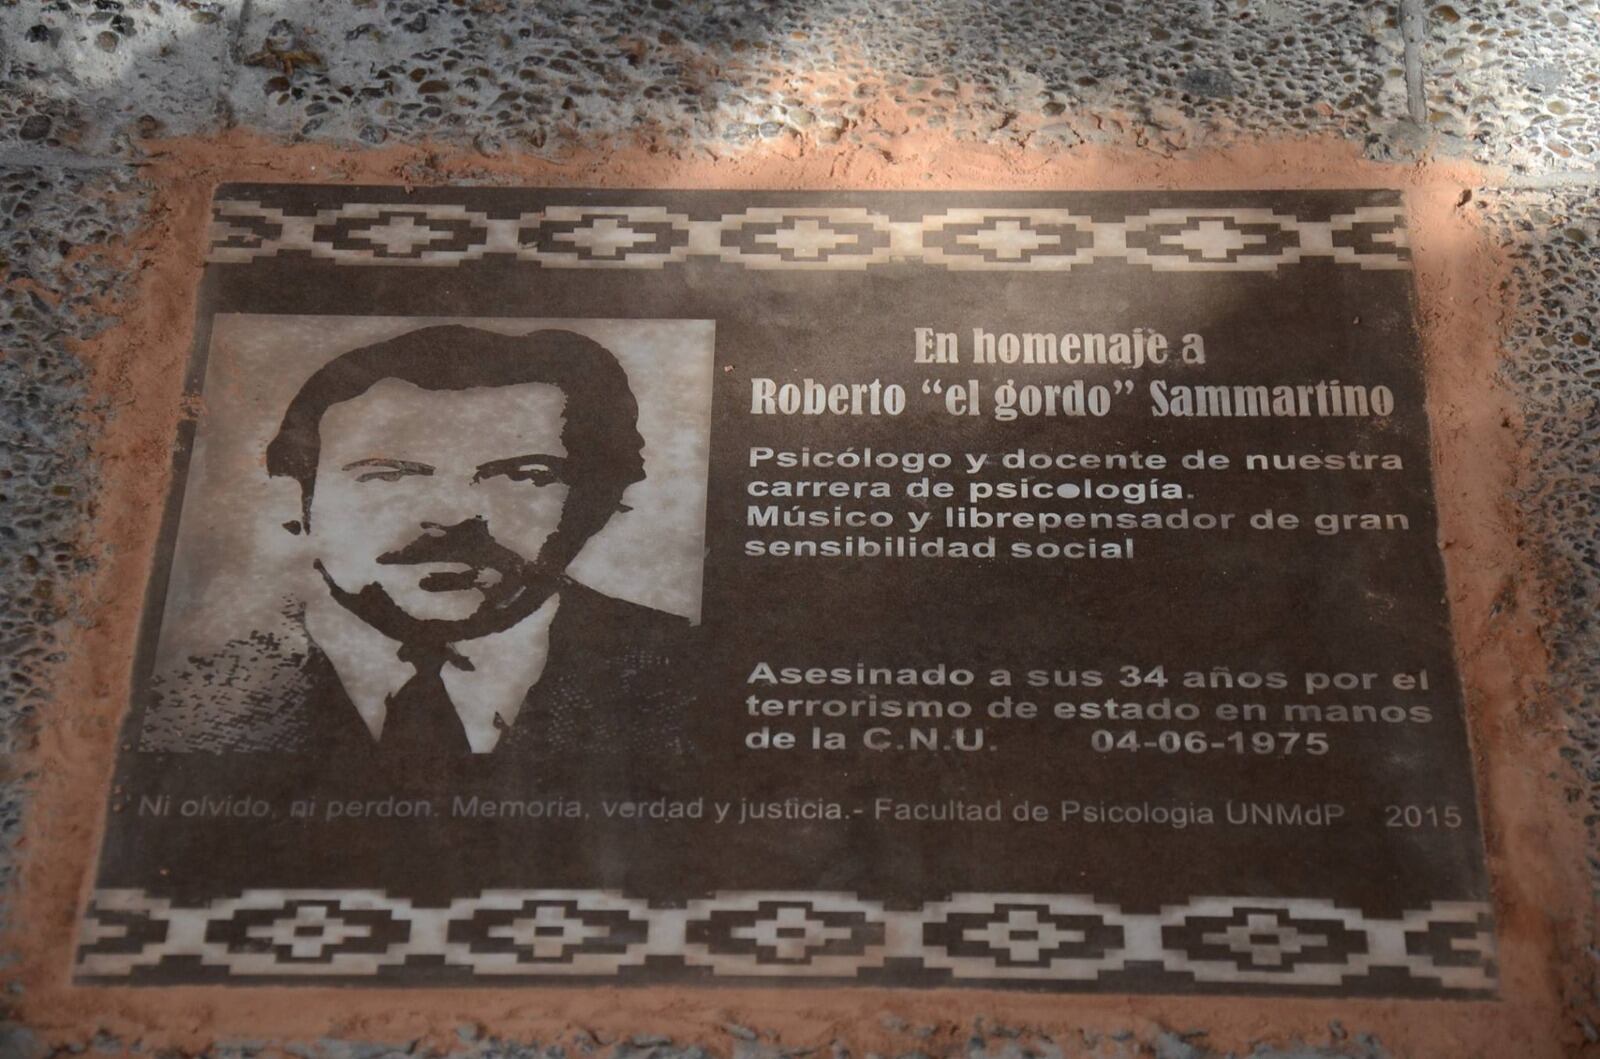 En homenaje a
Roberto “el gordo” Sammartino
Psicólogo y docente de nuestra
carrera de psicología.
Músico y librepensador de gran
sensibilidad social
Asesinado a sus 34 años por el
terrorismo de estado en manos
de la C.N.U. 04-06-1975
Ni olvido, ni perdon. Memoria, verdad y justicia.- Facultad de Psicologia UNMdP 2015